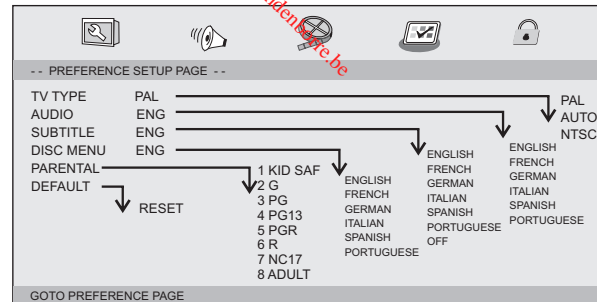 ndenberre.be
- - PREFERENCE SETUP PAGE - -
TV TYPE PAL
AUDIO ENG
SUBTITLE ENG
DISC MENU ENG
PARENTAL
DEFAULT
RESET
1 KID SAF
2 G
3 PG
4 PG13
5 PGR
6 R
7 NC17
8 ADULT
ENGLISH
FRENCH
GERMAN
ITALIAN
SPANISH
PORTUGUESE
ENGLISH
FRENCH
GERMAN
ITALIAN
SPANISH
PORTUGUESE
OFF
ENGLISH
FRENCH
GERMAN
ITALIAN
SPANISH
PORTUGUESE
PAL
AUTO
NTSC
GOTO PREFERENCE PAGE